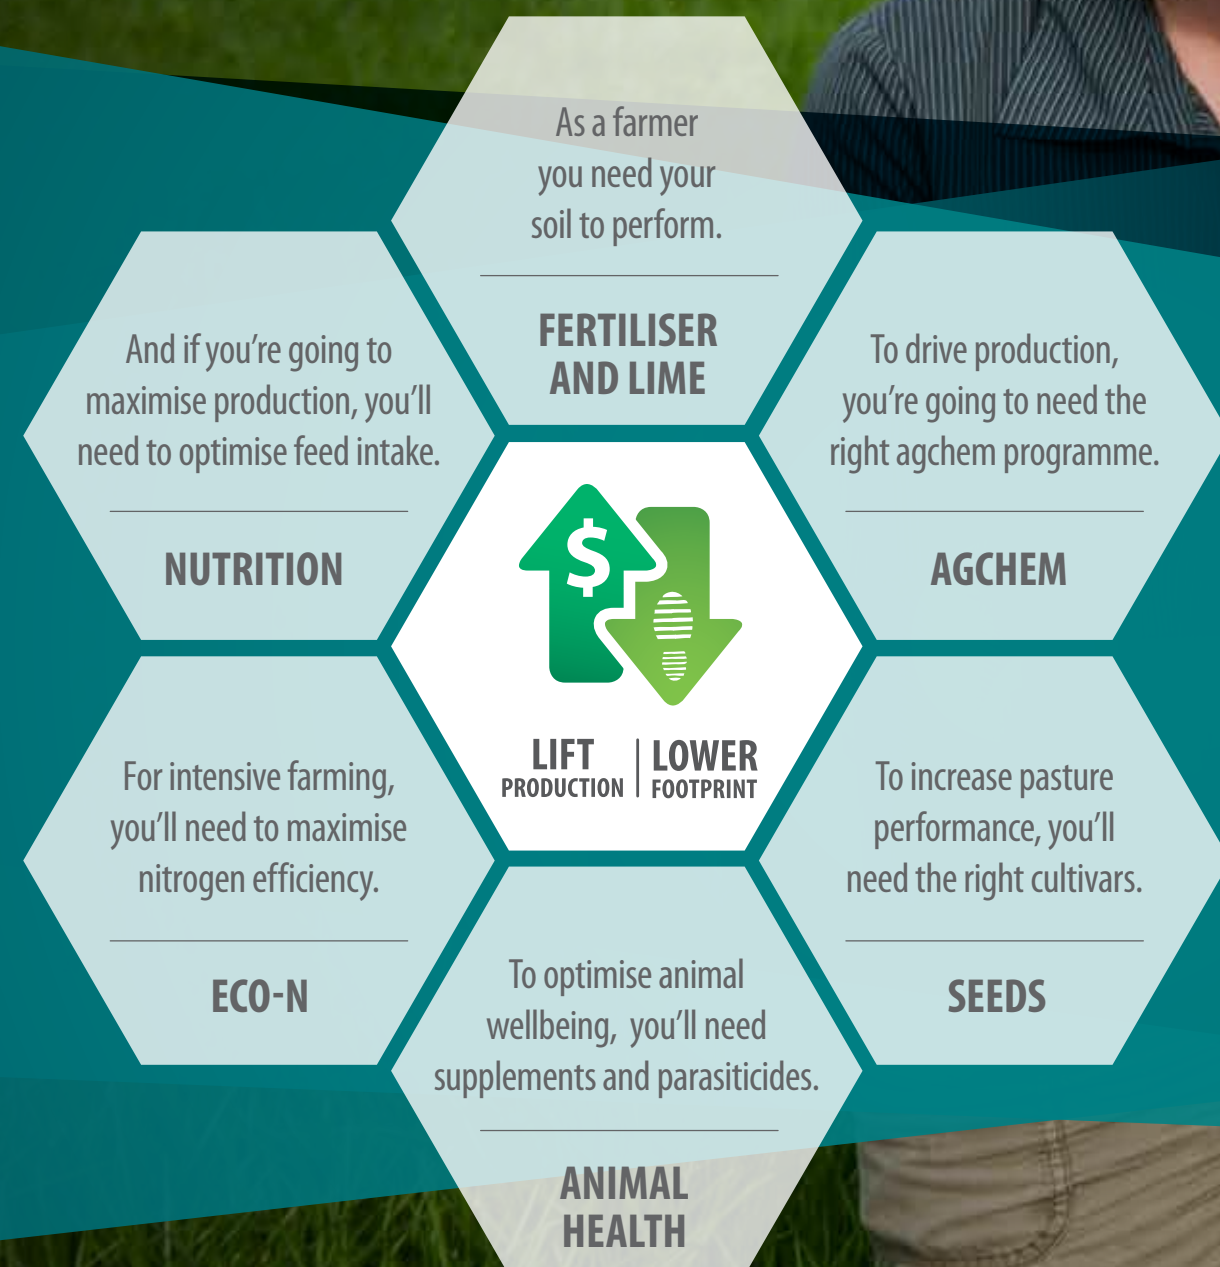 As a farmer
you need your
soil to perform.
FERTILISER
AND LIME
To drive production,
you're going to need the
right agchem programme.
AGCHEM
To increase pasture
performance, you'll
need the right cultivars.
SEEDS
To optimise animal
wellbeing,  you'll need
supplements and parasiticides.
ANIMAL
HEALTH
For intensive farming,
you'll need to maximise
nitrogen efficiency.
ECO-N
And if you're going to
maximise production, you'll
need to optimise feed intake.
NUTRITION
$
LIFT
PRODUCTION
LOWER
FOOTPRINT